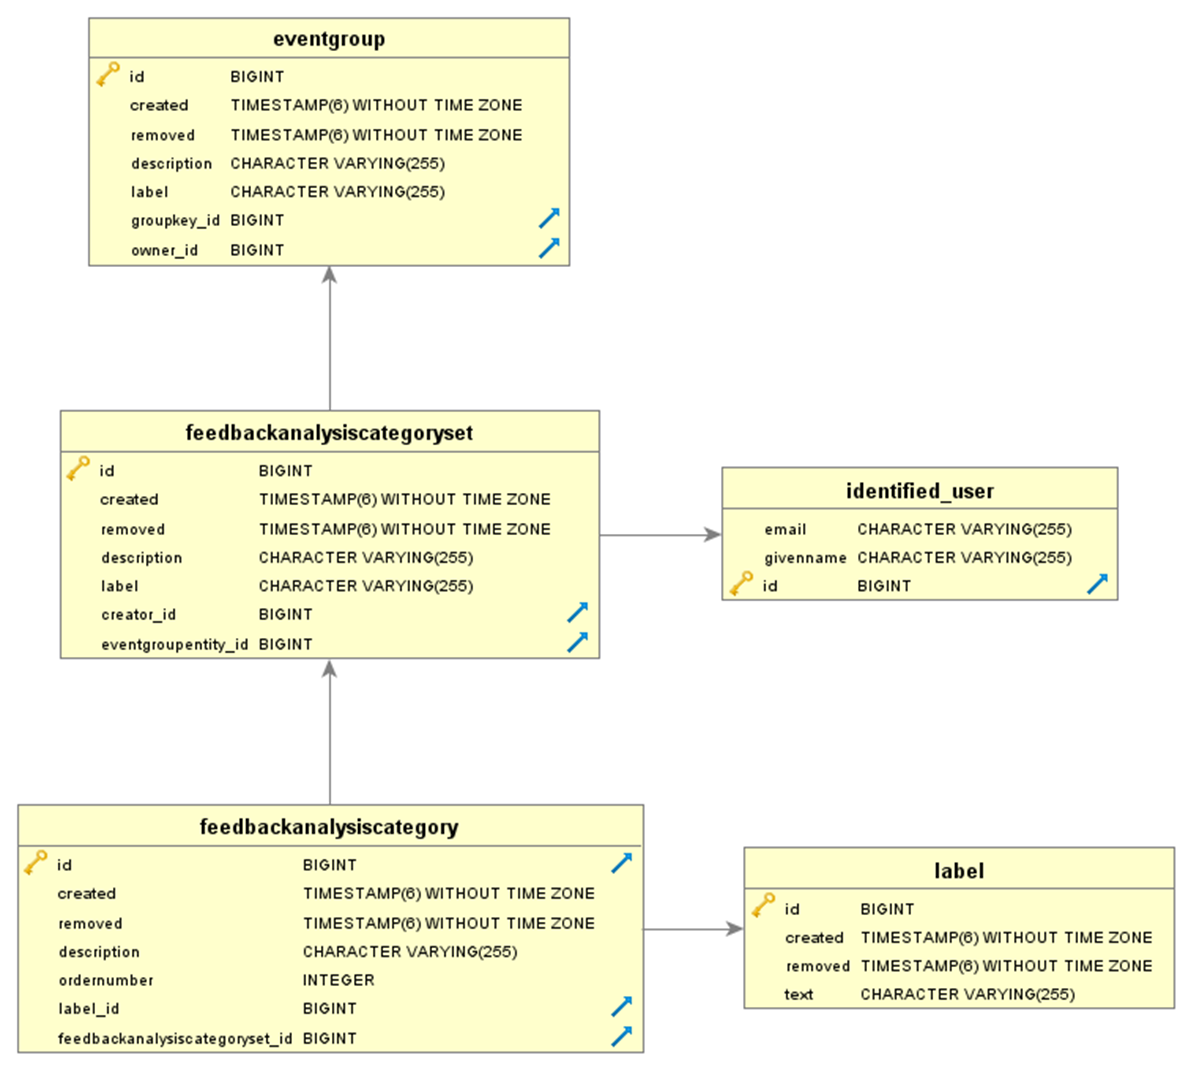 eventgroup
id BIGINT
created TIMESTAMP(6) WITHOUT TIME ZONE
removed TIMESTAMP(6) WITHOUT TIME ZONE
description CHARACTER VARYING(255)
label CHARACTER VARYING(255)
groupkey_id BIGINT
owner_id BIGINT
feedbackanalysiscategoryset
id BIGINT
created TIMESTAMP(6) WITHOUT TIME ZONE
removed TIMESTAMP(6) WITHOUT TIME ZONE
description CHARACTER VARYING(255)
label CHARACTER VARYING(255)
creator_id BIGINT
eventgroupentity_id BIGINT
identified_user
email CHARACTER VARYING(255)
givenname CHARACTER VARYING(255)
id BIGINT
feedbackanalysiscategory
id BIGINT
created TIMESTAMP(6) WITHOUT TIME ZONE
removed TIMESTAMP(6) WITHOUT TIME ZONE
description CHARACTER VARYING(255)
ordernumber INTEGER
label_id BIGINT
feedbackanalysiscategoryset_id BIGINT
label
id BIGINT
created TIMESTAMP(6) WITHOUT TIME ZONE
removed TIMESTAMP(6) WITHOUT TIME ZONE
text CHARACTER VARYING(255)